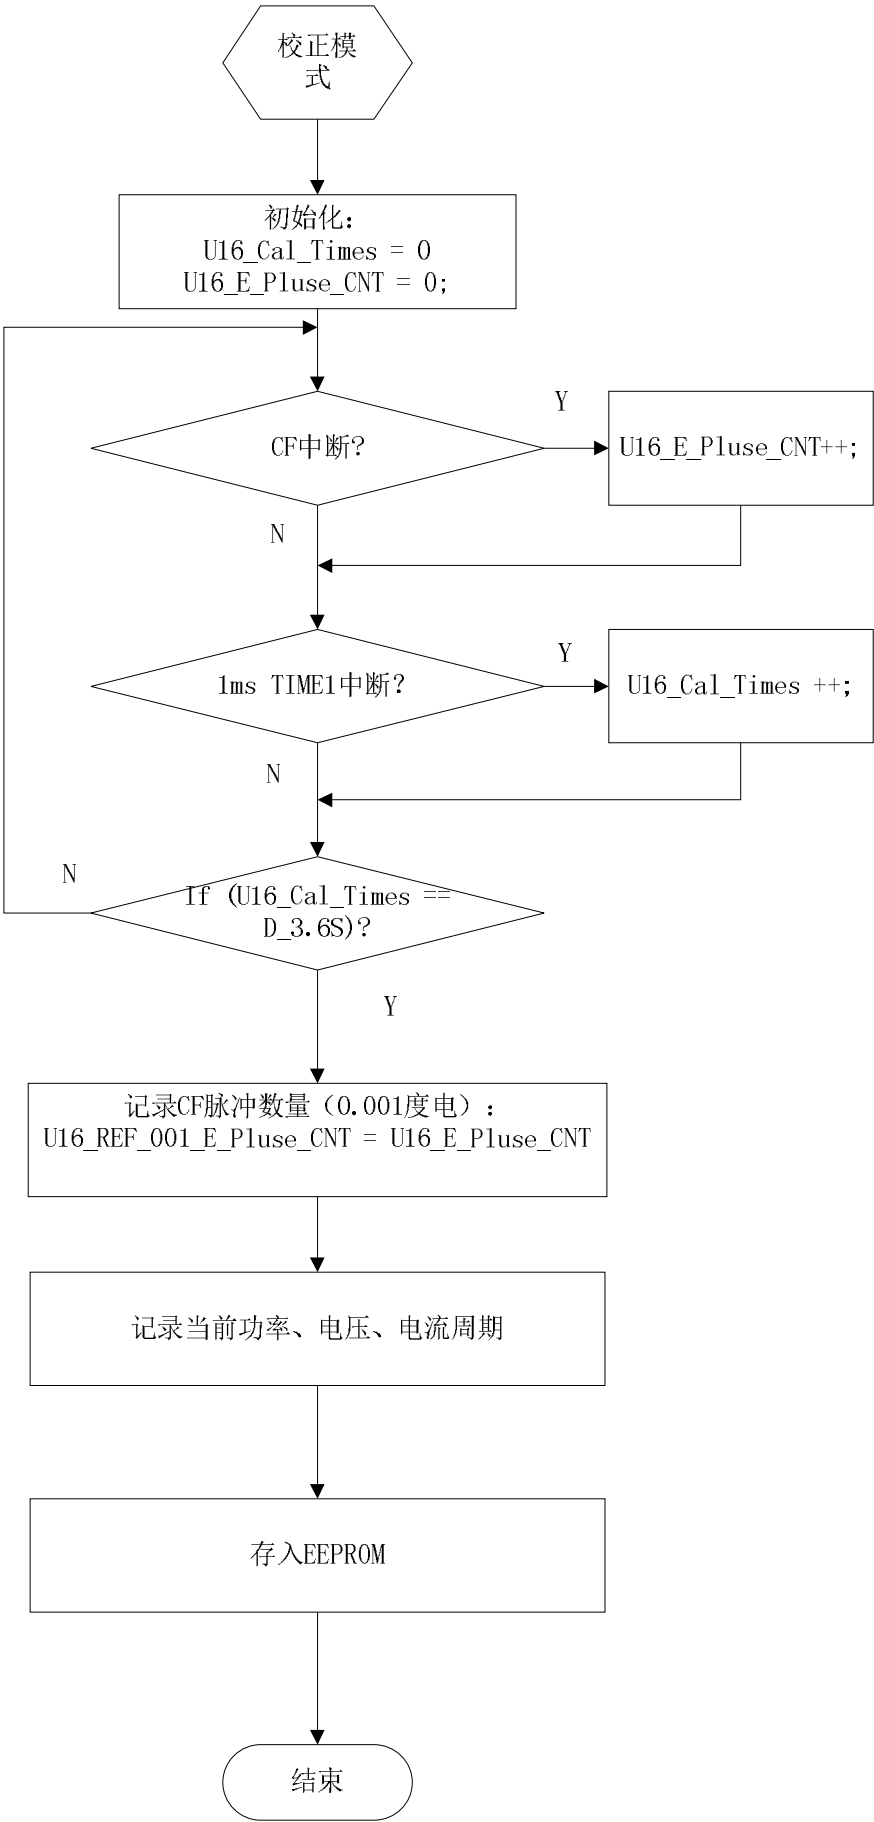 校正模
式
初始化：
U16_Cal_Times = 0
U16_E_Pluse_CNT = 0;
CF中断?
Y
U16_E_Pluse_CNT++;
N
1ms TIME1中断?
Y
U16_Cal_Times ++;
N
If (U16_Cal_Times ==
D_3.6S)?
N
Y
记录CF脉冲数量（0.001度电）：
U16_REF_001_E_Pluse_CNT = U16_E_Pluse_CNT
记录当前功率、电压、电流周期
存入EEPROM
结束